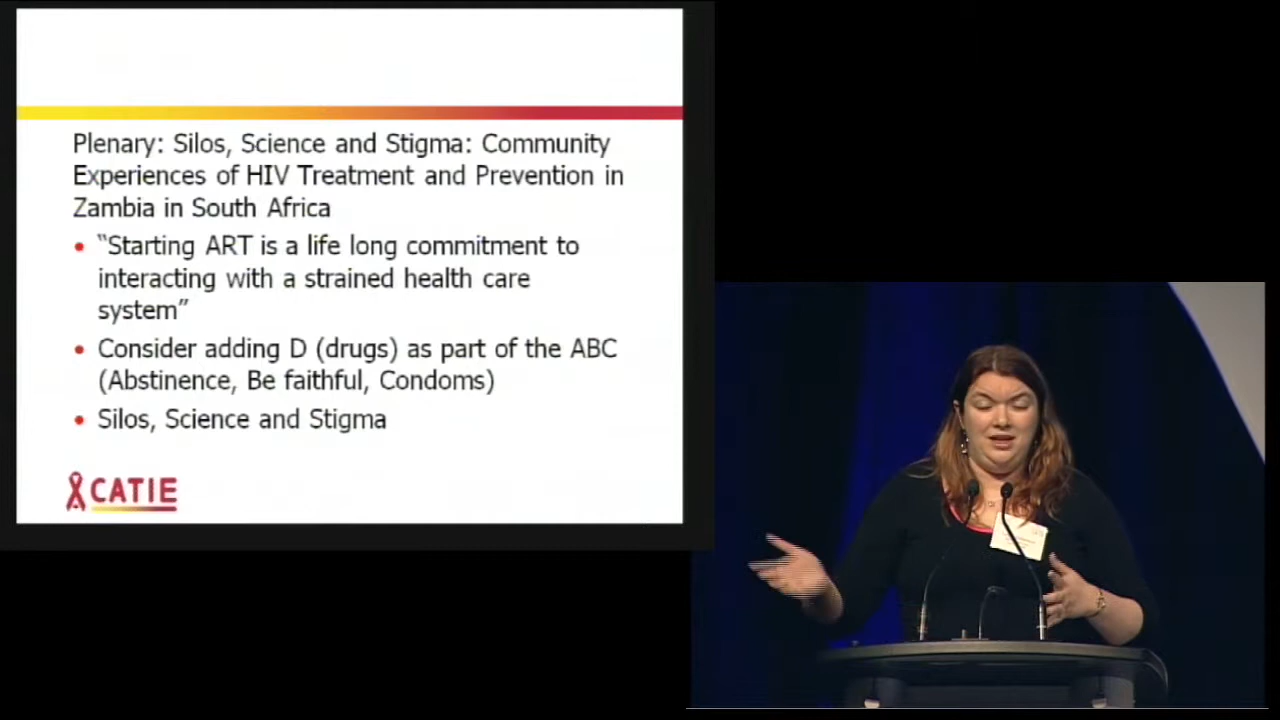 Plenary: Silos, Science and Stigma: Community
Experiences of HIV Treatment and Prevention in
Zambia in South Africa
• “Starting ART is a life long commitment to
interacting with a strained health care
system”
• Consider adding D (drugs) as part of the ABC
(Abstinence, Be faithful, Condoms)
• Silos, Science and Stigma
CATIE